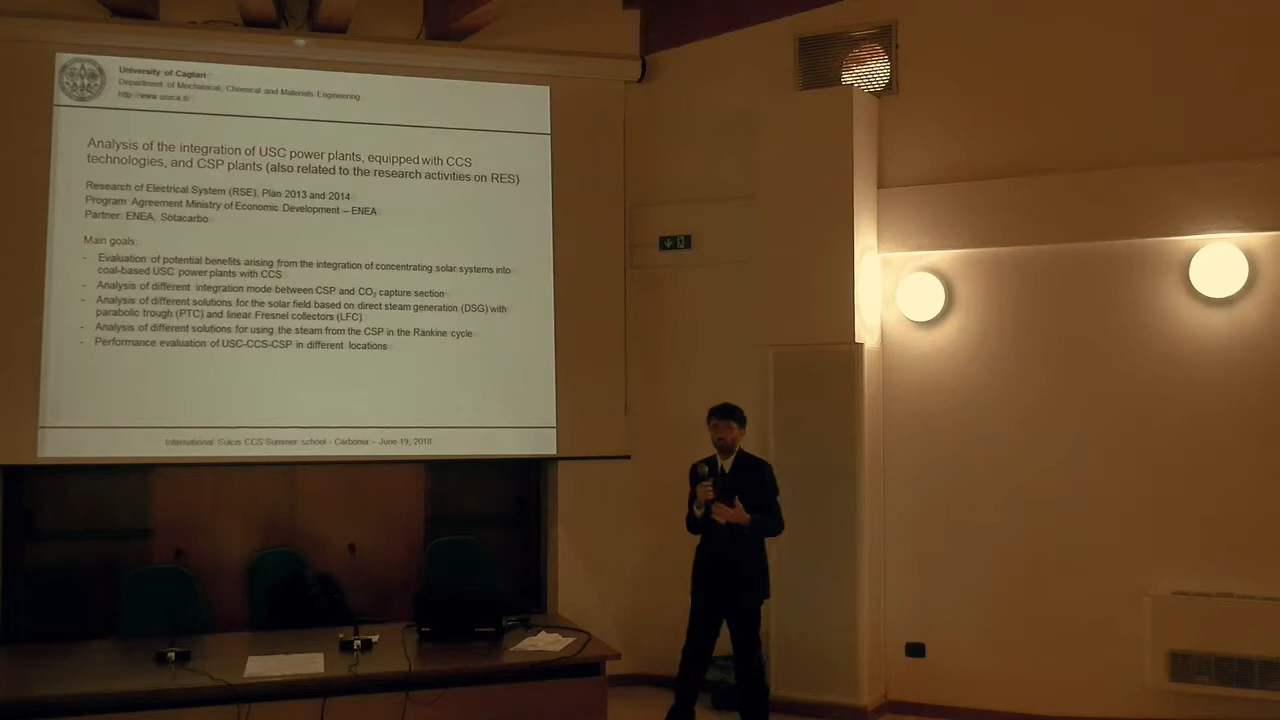 University of Cagliari
Department of Mechanical, Chemical and Materials Engineering
http://www.unica.it/
Analysis of the integration of USC power plants, equipped with CCS
technologies, and CSP plants (also related to the research activities on RES)
Research of Electrical System (RSE), Plan 2013 and 2014
Program Agreement Ministry of Economic Development – ENEA
Partner: ENEA, Sotacarbo
Main goals:
- Evaluation of potential benefits arising from the integration of concentrating solar systems into
coal-based USC power plants with CCS
- Analysis of different integration mode between CSP and CO₂ capture section
- Analysis of different solutions for the solar field based on direct steam generation (DSG) with
parabolic trough (PTC) and linear Fresnel collectors (LFC)
- Analysis of different solutions for using the steam from the CSP in the Rankine cycle
- Performance evaluation of USC-CCS-CSP in different locations
International Sulcis CCS Summer school - Carbonia – June 19, 2018